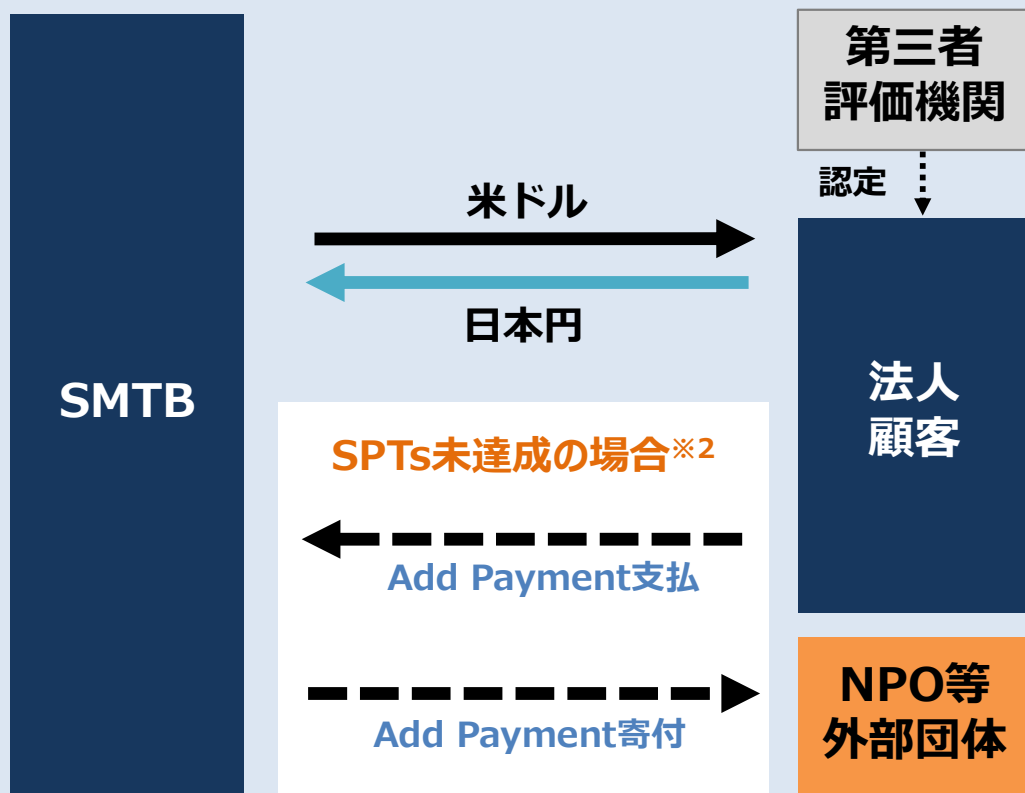 第三者
評価機関
認定
米ドル
日本円
SMTB
法人
顧客
SPTs未達成の場合※2
Add Payment支払
Add Payment寄付
NPO等
外部団体